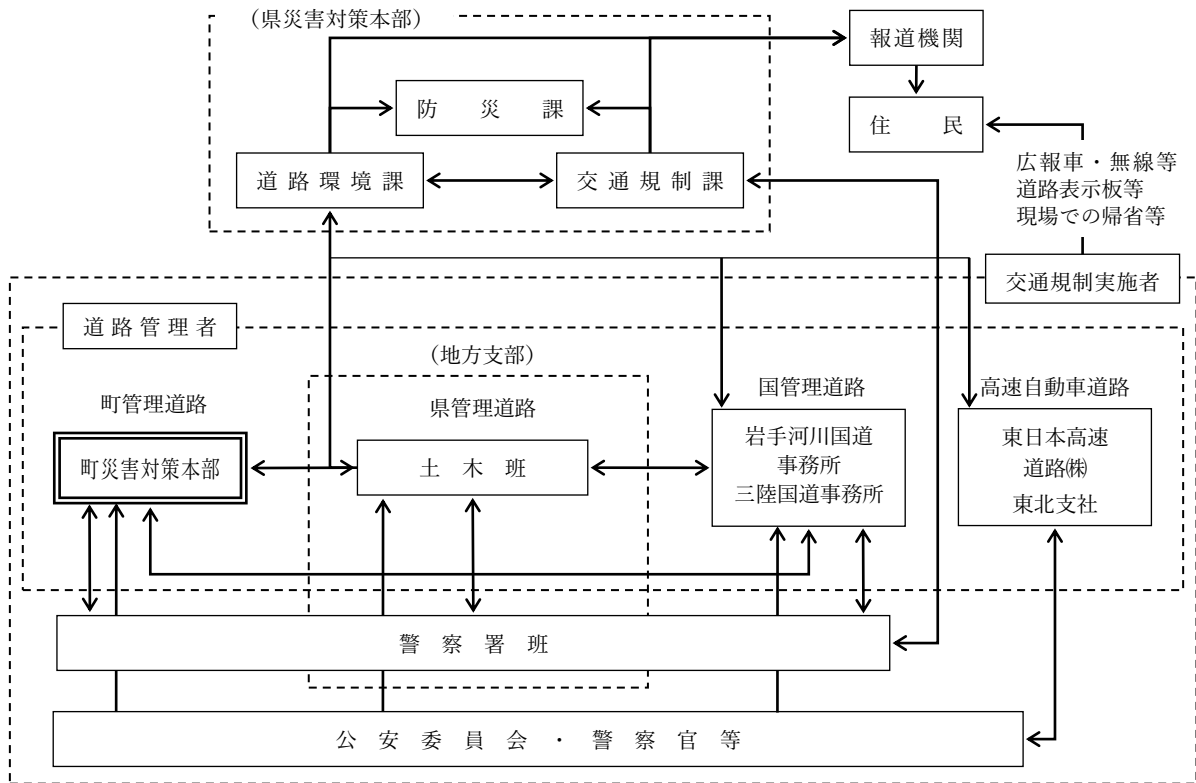 （県災害対策本部）
報道機関
防災課
住民
道路環境課
交通規制課
広報車・無線等
道路表示板等
現場での帰省等
交通規制実施者
道路管理者
（地方支部）
町管理道路
県管理道路
国管理道路
高速自動車道路
町災害対策本部
土木班
岩手河川国道
事務所
三陸国道事務所
東日本高速
道路㈱
東北支社
警察署班
公安委員会・警察官等